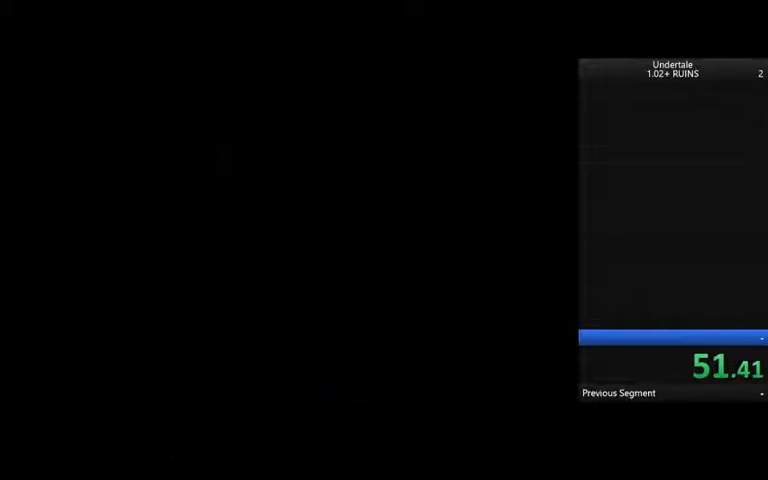 Undertale
1.02+ RUINS 2
-
51.41
Previous Segment -